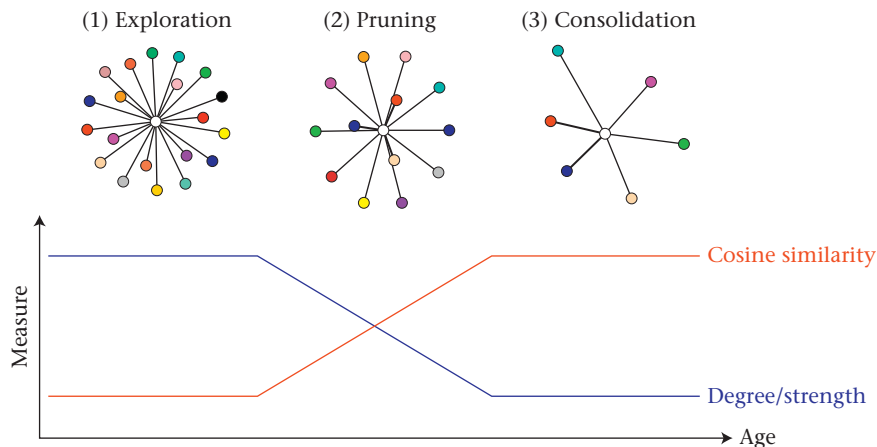 (1) Exploration
(2) Pruning
(3) Consolidation
Measure
Cosine similarity
Degree/strength
Age